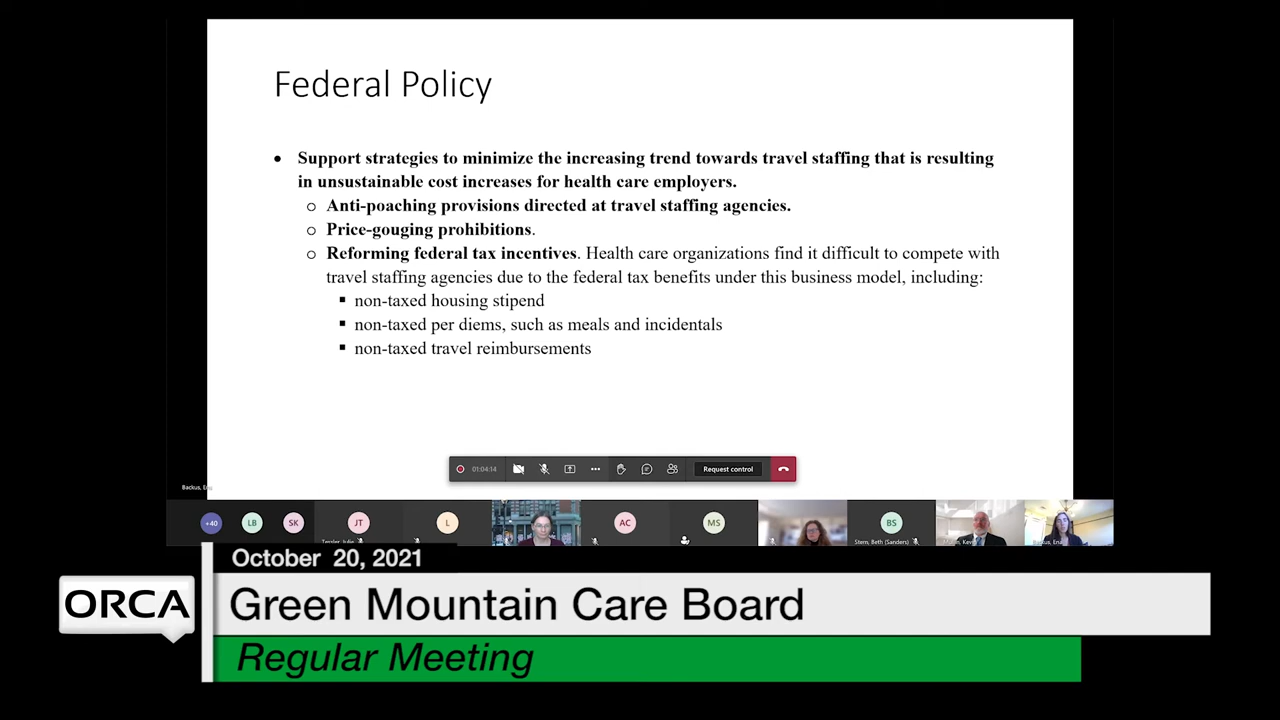 Federal Policy
• Support strategies to minimize the increasing trend towards travel staffing that is resulting
in unsustainable cost increases for health care employers.
o Anti-poaching provisions directed at travel staffing agencies.
o Price-gouging prohibitions.
o Reforming federal tax incentives. Health care organizations find it difficult to compete with
travel staffing agencies due to the federal tax benefits under this business model, including:
▪ non-taxed housing stipend
▪ non-taxed per diems, such as meals and incidentals
▪ non-taxed travel reimbursements
01:04:14
Request control
Backus,
+40
LB
SK
JT
L
AC
MS
BS
Stern, Beth (Sanders)
October 20, 2021
ORCA
Green Mountain Care Board
Regular Meeting